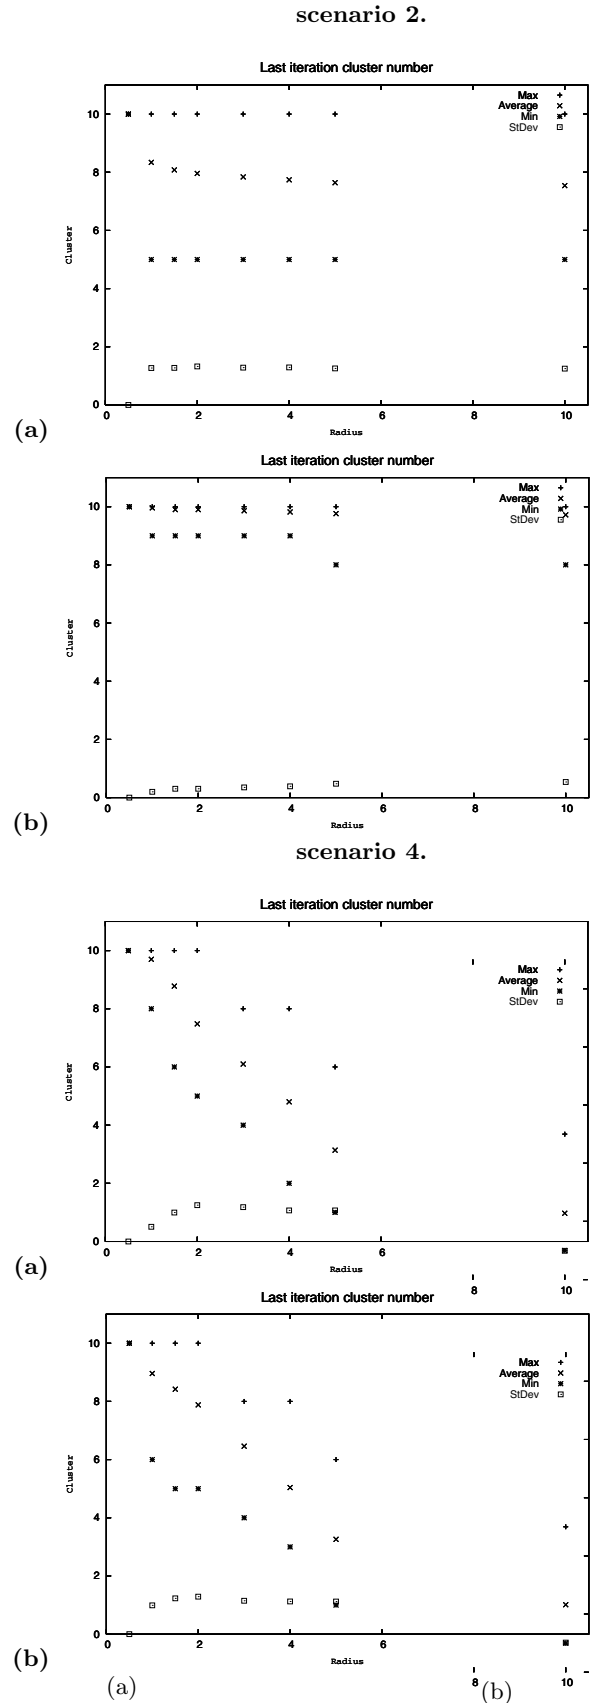 scenario 2.
Last iteration cluster number
Max
Average
Min
StDev
10
8
6
4
2
0
Cluster
0 2 4 6 8 10
Radius
(a)
Last iteration cluster number
Max
Average
Min
StDev
10
8
6
4
2
0
Cluster
0 2 4 6 8 10
Radius
(b)
scenario 4.
Last iteration cluster number
Max
Average
Min
StDev
10
8
6
4
2
0
Cluster
0 2 4 6
Radius
8 10
(a)
Last iteration cluster number
Max
Average
Min
StDev
10
8
6
4
2
0
Cluster
0 2 4 6
Radius
8 10
(b)
(a) (b)